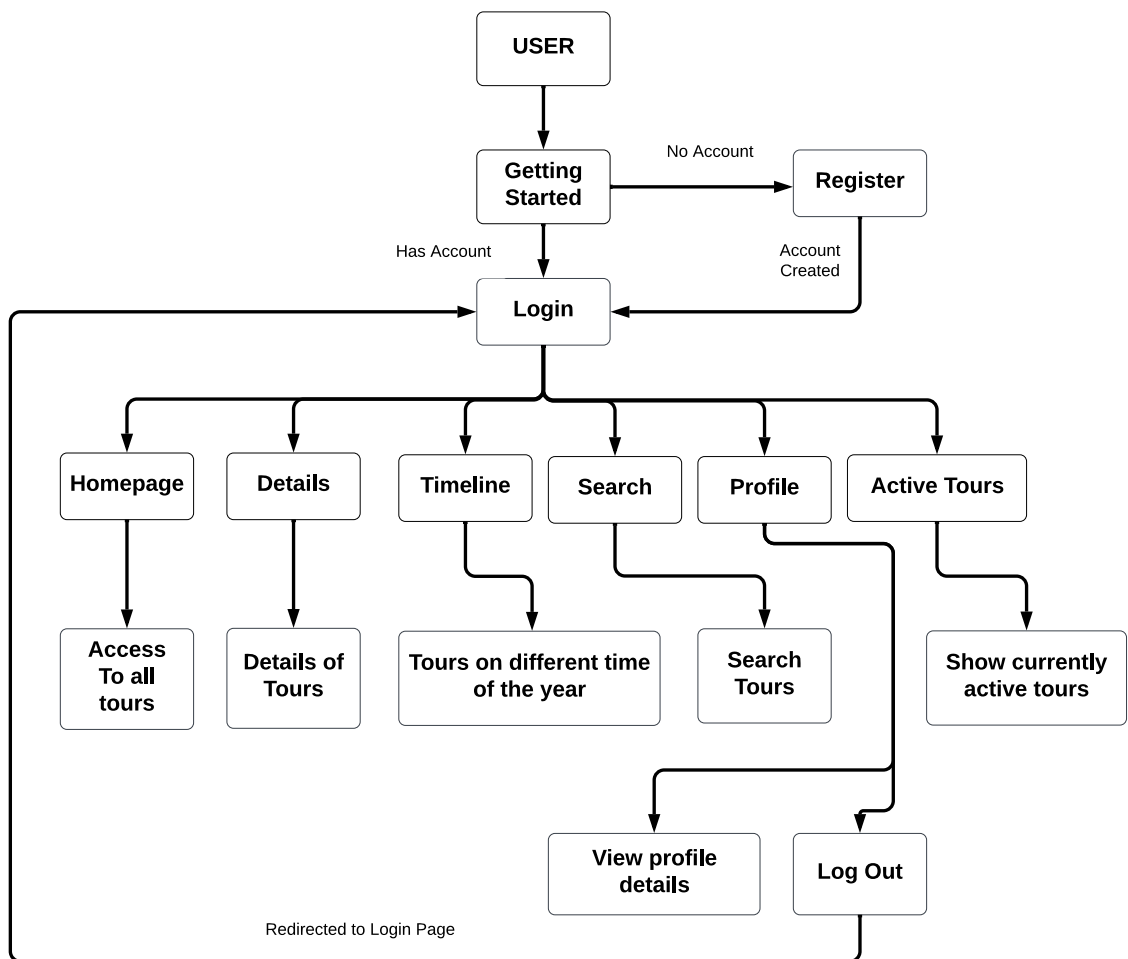 USER
Getting
Started
No Account
Register
Has Account
Account
Created
Login
Homepage
Details
Timeline
Search
Profile
Active Tours
Access
To all
tours
Details of
Tours
Tours on different time
of the year
Search
Tours
Show currently
active tours
View profile
details
Log Out
Redirected to Login Page